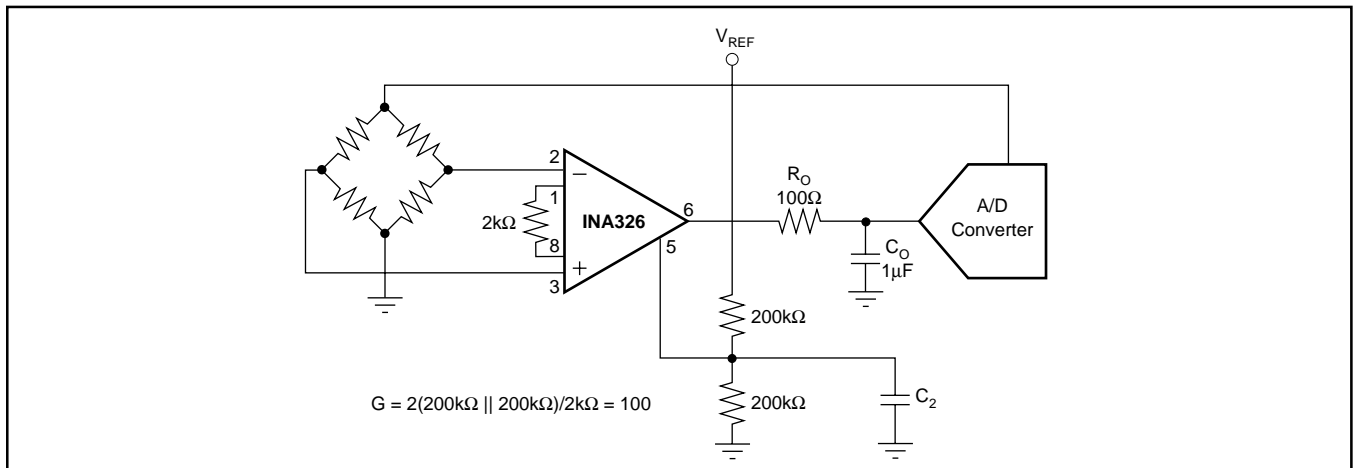 V_REF
2
−
1
2kΩ
INA326
8
+
3
6
5
R_O
100Ω
A/D
Converter
C_O
1μF
200kΩ
200kΩ
C_2
G = 2(200kΩ || 200kΩ)/2kΩ = 100